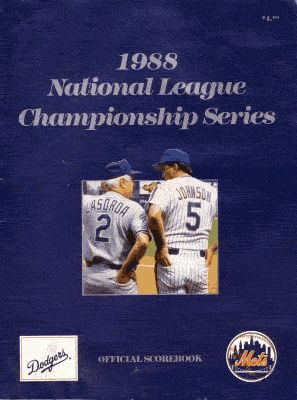 1988
National League
Championship Series
LASORDA
2
JOHNSON
5
Dodgers
OFFICIAL SCOREBOOK
Mets